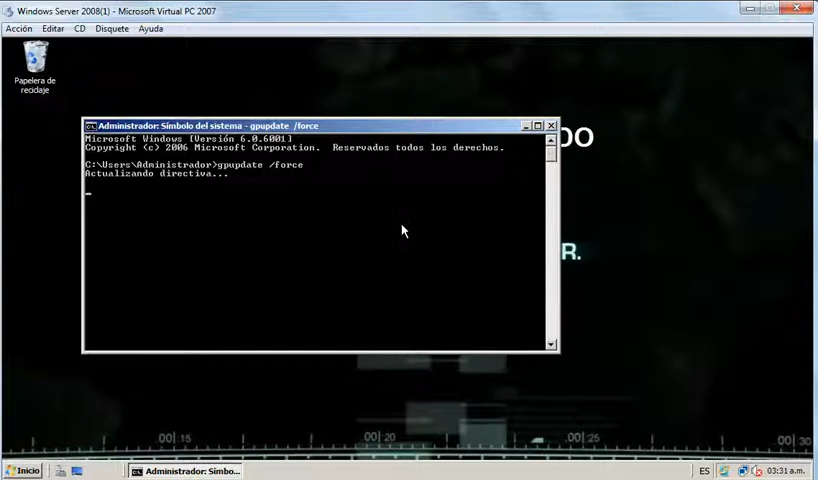 Windows Server 2008(1) - Microsoft Virtual PC 2007
Acción Editar CD Disquete Ayuda
Papelera de
reciclaje
Administrador: Símbolo del sistema - gpupdate /force
Microsoft Windows [Versión 6.0.6001]
Copyright (c) 2006 Microsoft Corporation. Reservados todos los derechos.
C:\Users\Administrador>gpupdate /force
Actualizando directiva...
DO
R.
.00|15 .00|20 .00|25 .00|30
Inicio Administrador: Símbo... ES 03:31 a.m.